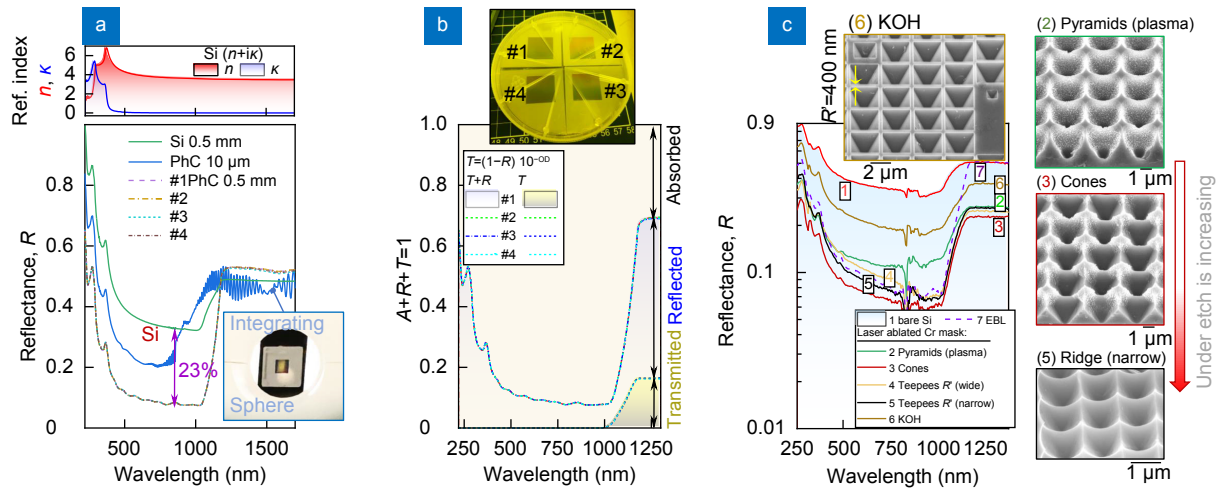 a
Si (n+iκ)
n κ
Ref. index
n, κ
6
4
2
0
Si 0.5 mm
PhC 10 μm
#1PhC 0.5 mm
#2
#3
#4
Reflectance, R
0.8
0.6
0.4
0.2
0
Si
23%
Integrating
Sphere
500 1000 1500
Wavelength (nm)
b
#1 #2
#4 #3
1.0
0.8
0.6
0.4
0.2
0
T=(1−R) 10⁻ᴼᴰ
T+R T
#1
#2
#3
#4
A+R+T=1
Transmitted Reflected Absorbed
250 500 750 1000 1250
Wavelength (nm)
c
(6) KOH
R'=400 nm
2 μm
0.9
0.1
0.01
Reflectance, R
1
7
6
2
3
4
5
1 bare Si 7 EBL
Laser ablated Cr mask:
2 Pyramids (plasma)
3 Cones
4 Teepees R' (wide)
5 Teepees R' (narrow)
6 KOH
250 500 750 1000 1250
Wavelength (nm)
(2) Pyramids (plasma)
1 μm
(3) Cones
1 μm
(5) Ridge (narrow)
1 μm
Under etch is increasing